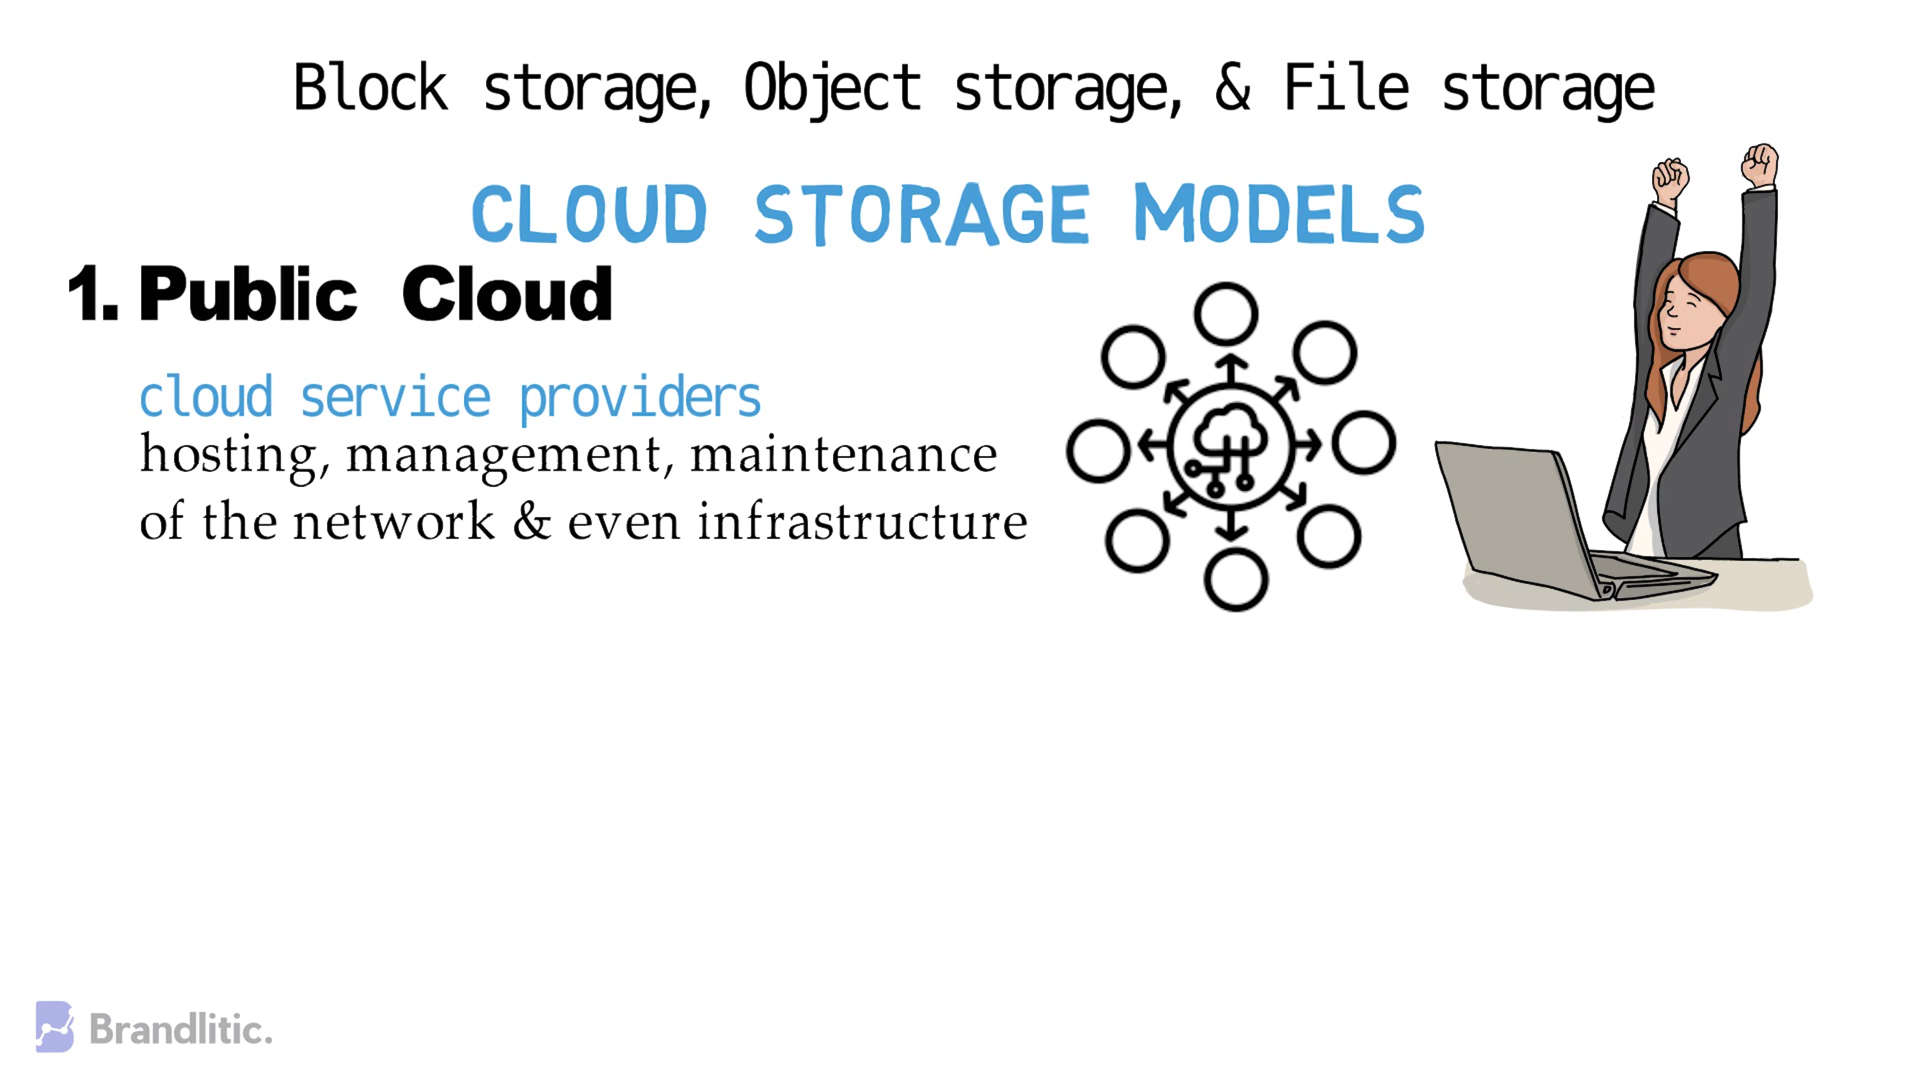 Block storage, Object storage, & File storage
CLOUD STORAGE MODELS
1. Public Cloud
cloud service providers
hosting, management, maintenance
of the network & even infrastructure
Brandlitic.